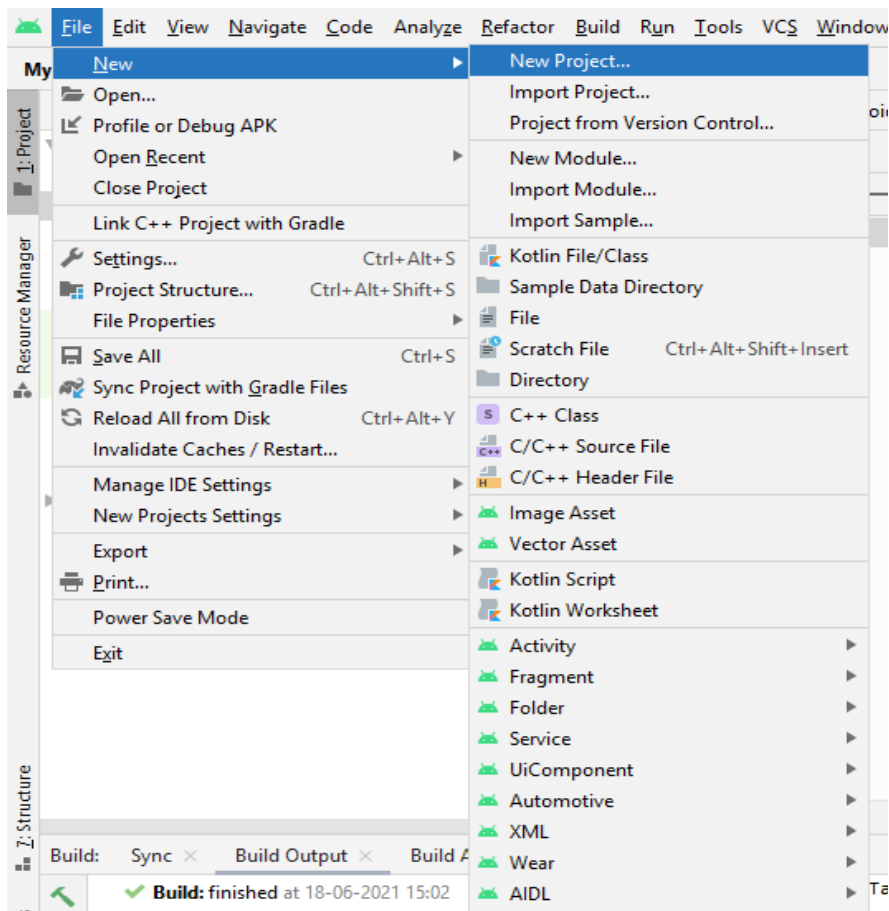 File Edit View Navigate Code Analyze Refactor Build Run Tools VCS Window
My
1: Project
Resource Manager
7: Structure
New
Open...
Profile or Debug APK
Open Recent
Close Project
Link C++ Project with Gradle
Settings... Ctrl+Alt+S
Project Structure... Ctrl+Alt+Shift+S
File Properties
Save All Ctrl+S
Sync Project with Gradle Files
Reload All from Disk Ctrl+Alt+Y
Invalidate Caches / Restart...
Manage IDE Settings
New Projects Settings
Export
Print...
Power Save Mode
Exit
New Project...
Import Project...
Project from Version Control...
New Module...
Import Module...
Import Sample...
Kotlin File/Class
Sample Data Directory
File
Scratch File Ctrl+Alt+Shift+Insert
Directory
S C++ Class
C++ C/C++ Source File
H C/C++ Header File
Image Asset
Vector Asset
Kotlin Script
Kotlin Worksheet
Activity
Fragment
Folder
Service
UiComponent
Automotive
XML
Wear
AIDL
Build: Sync Build Output Build A
Build: finished at 18-06-2021 15:02
Ta